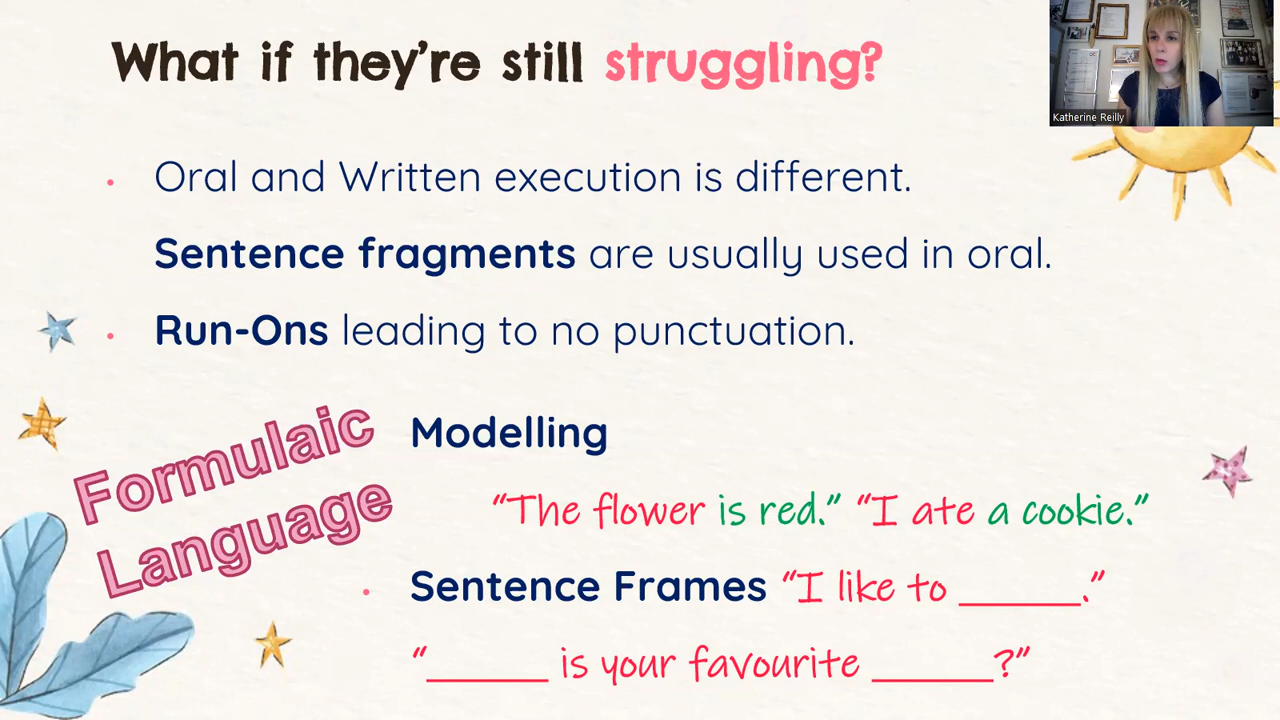 What if they're still struggling?
Katherine Reilly
• Oral and Written execution is different.
Sentence fragments are usually used in oral.
• Run-Ons leading to no punctuation.
Formulaic
Language
Modelling
“The flower is red.” “I ate a cookie.”
• Sentence Frames “I like to ______.”
“______ is your favourite ______?”